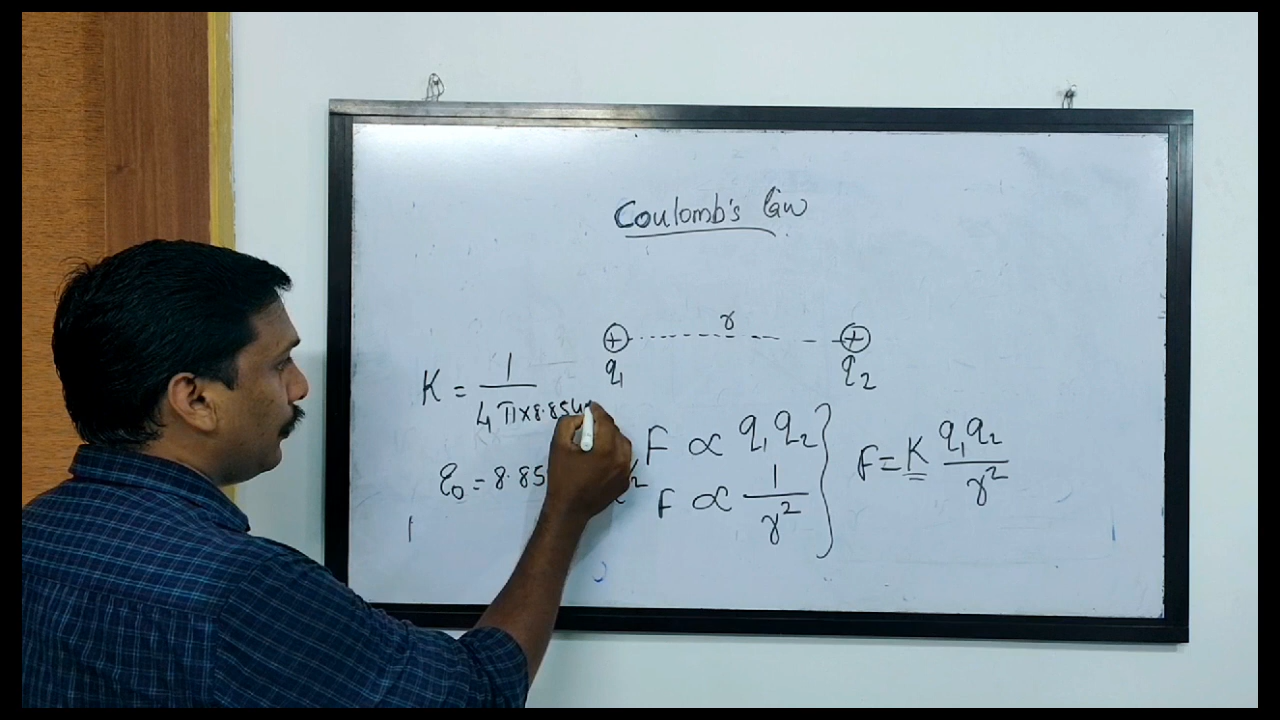 Coulomb's law
r
+ +
q₁ q₂
K = 1 / 4π×8.854
ε₀ = 8.85
F ∝ q₁q₂
F ∝ 1 / r²
F = K q₁q₂ / r²